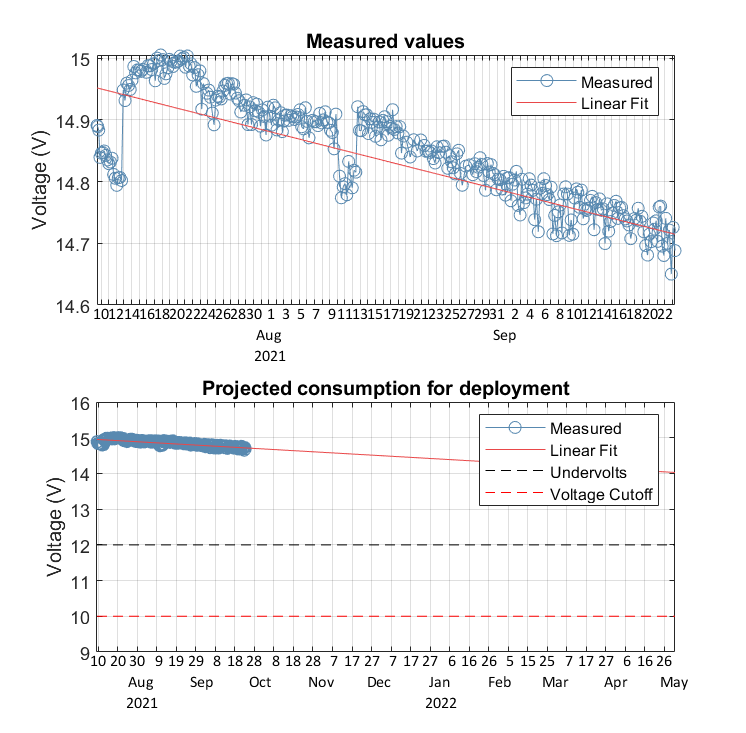 Measured values
Voltage (V)
15
14.9
14.8
14.7
14.6
Measured
Linear Fit
10 12 14 16 18 20 22 24 26 28 30 1 3 5 7 9 11 13 15 17 19 21 23 25 27 29 31 2 4 6 8 10 12 14 16 18 20 22
Aug Sep
2021
Projected consumption for deployment
Voltage (V)
16
15
14
13
12
11
10
9
Measured
Linear Fit
Undervolts
Voltage Cutoff
10 20 30 9 19 29 8 18 28 8 18 28 7 17 27 7 17 27 6 16 26 5 15 25 7 17 27 6 16 26
Aug Sep Oct Nov Dec Jan Feb Mar Apr May
2021 2022